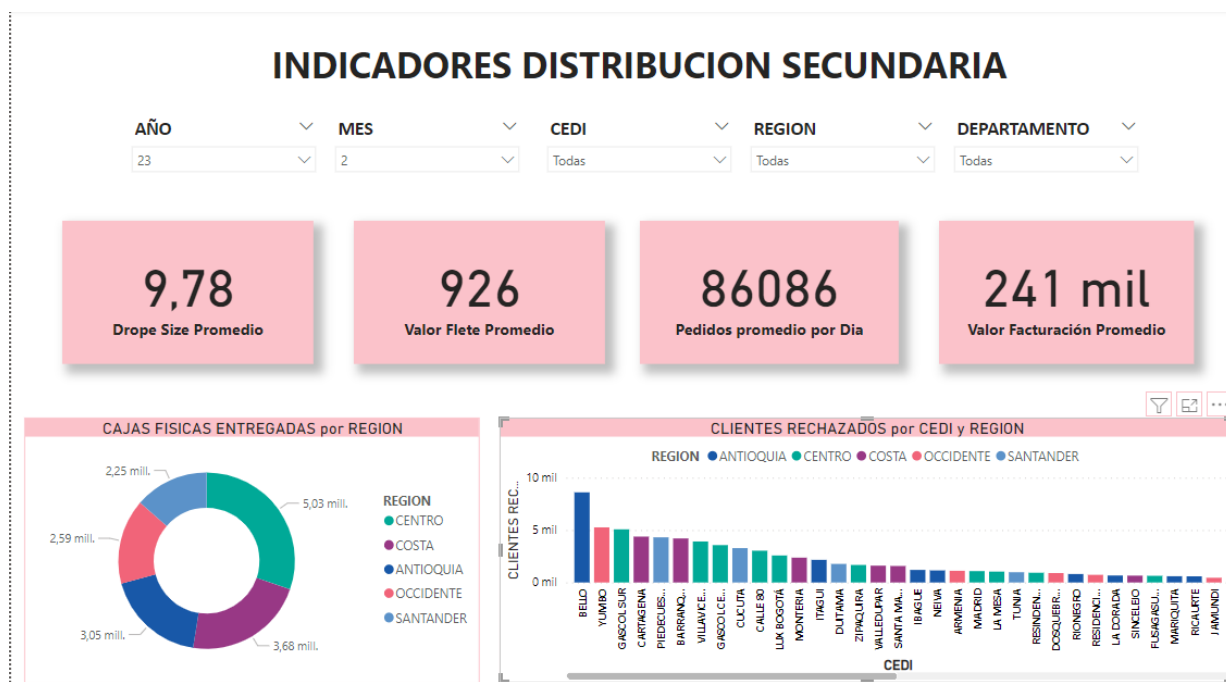 INDICADORES DISTRIBUCION SECUNDARIA
AÑO MES CEDI REGION DEPARTAMENTO
23 2 Todas Todas Todas
9,78 926 86086 241 mil
Drope Size Promedio Valor Flete Promedio Pedidos promedio por Dia Valor Facturación Promedio
CAJAS FISICAS ENTREGADAS por REGION
2,25 mill.
5,03 mill.
2,59 mill.
3,05 mill.
3,68 mill.
REGION
CENTRO
COSTA
ANTIOQUIA
OCCIDENTE
SANTANDER
CLIENTES RECHAZADOS por CEDI y REGION
REGION ANTIOQUIA CENTRO COSTA OCCIDENTE SANTANDER
CLIENTES REC...
10 mil
5 mil
0 mil
BELLO
YUMBO
GASCOL SUR
CARTAGENA
PIEDECUES...
BARRANQ...
VILLAVICE...
GASCOLCE...
CUCUTA
CALLE 80
LUX BOGOTÁ
MONTERIA
ITAGUI
DUITAMA
ZIPAQUIRA
VALLEDUPAR
SANTA MA...
IBAGUE
NEIVA
ARMENIA
MADRID
LA MESA
TUNJA
RESINDEN...
DOSQUEBR...
RIONEGRO
RESIDENCI...
LA DORADA
SINCELEJO
FUSAGASU...
MARIQUITA
RICAURTE
JAMUNDI
CEDI